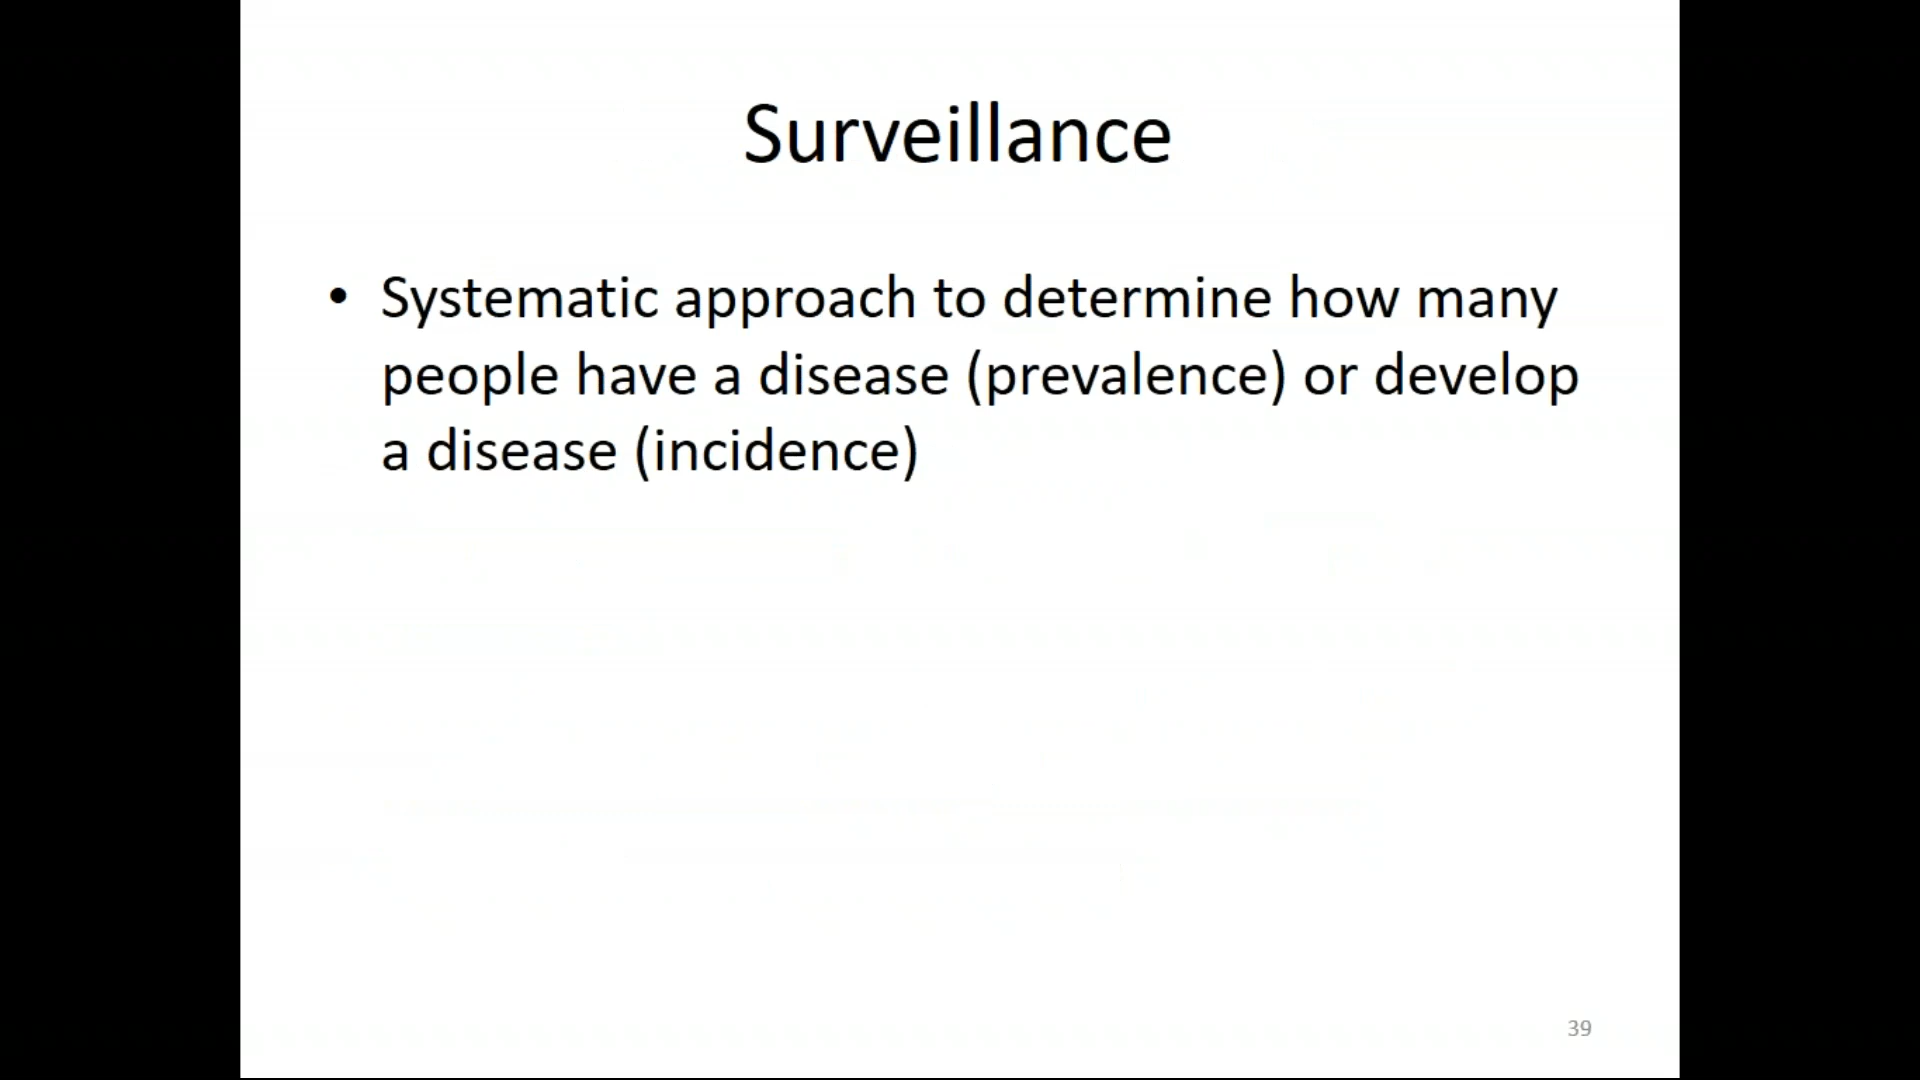 Surveillance
• Systematic approach to determine how many
people have a disease (prevalence) or develop
a disease (incidence)
39